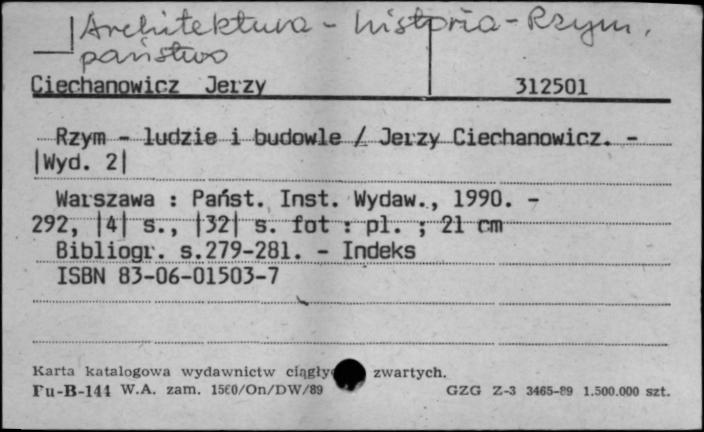 Architektura - historia - Rzym,
państwo
Ciechanowicz Jerzy 312501
Rzym - ludzie i budowle / Jerzy Ciechanowicz. -
|Wyd. 2|
Warszawa : Państ. Inst. Wydaw., 1990. -
292, |4| s., |32| s. fot : pl. ; 21 cm
Bibliogr. s.279-281. - Indeks
ISBN 83-06-01503-7
Karta katalogowa wydawnictw zwartych.
Pu-B-144 W.A. zam. 1560/On/DW/89 GZG Z-3 3465-89 1.500.000 szt.